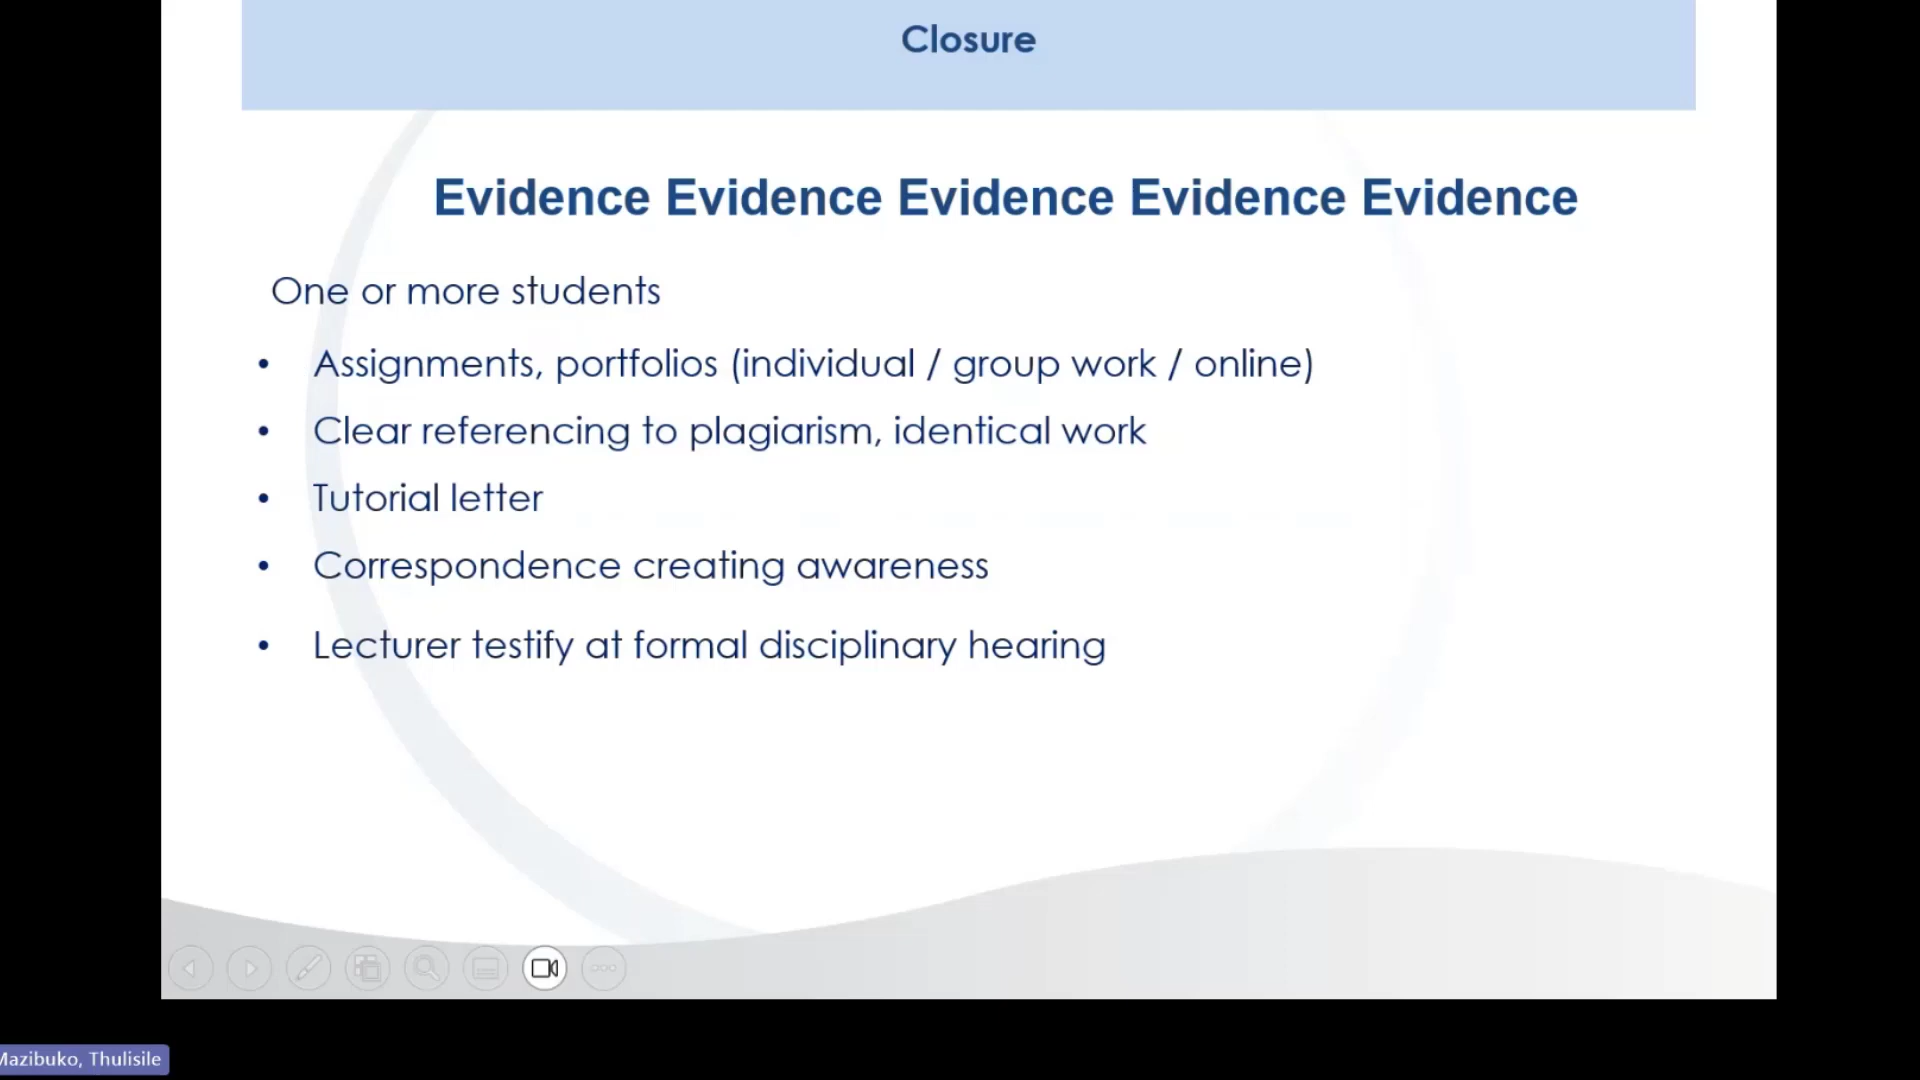 Closure
Evidence Evidence Evidence Evidence Evidence
One or more students
• Assignments, portfolios (individual / group work / online)
• Clear referencing to plagiarism, identical work
• Tutorial letter
• Correspondence creating awareness
• Lecturer testify at formal disciplinary hearing
Mazibuko, Thulisile